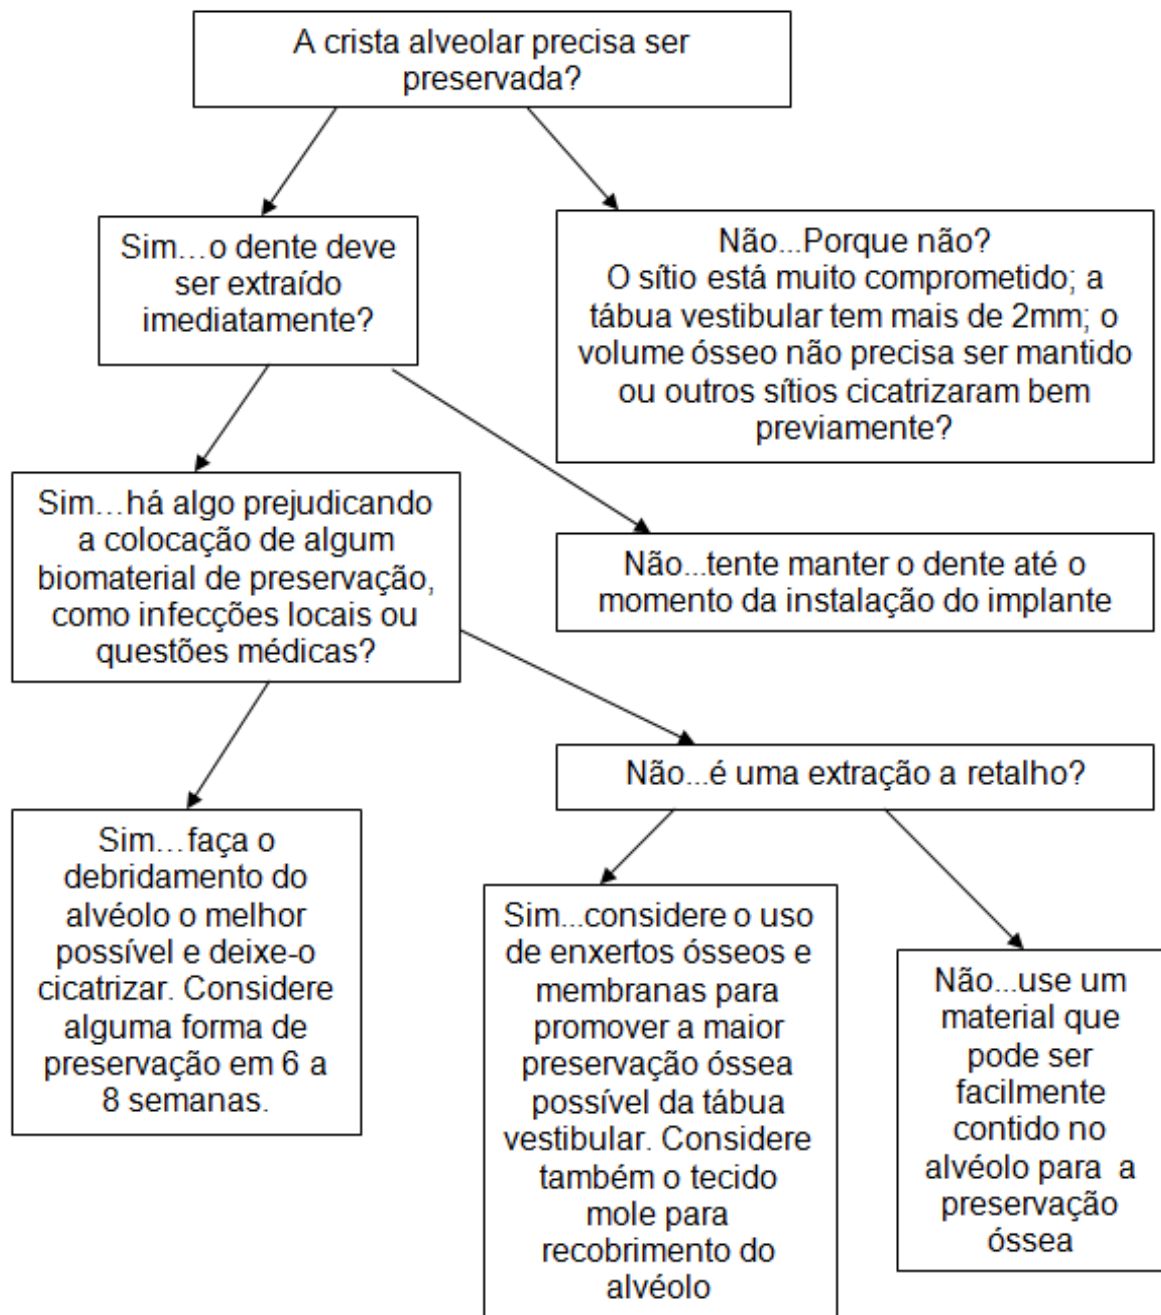 A crista alveolar precisa ser
preservada?
Sim...o dente deve
ser extraído
imediatamente?
Não...Porque não?
O sítio está muito comprometido; a
tábua vestibular tem mais de 2mm; o
volume ósseo não precisa ser mantido
ou outros sítios cicatrizaram bem
previamente?
Sim...há algo prejudicando
a colocação de algum
biomaterial de preservação,
como infecções locais ou
questões médicas?
Não...tente manter o dente até o
momento da instalação do implante
Não...é uma extração a retalho?
Sim...faça o
debridamento do
alvéolo o melhor
possível e deixe-o
cicatrizar. Considere
alguma forma de
preservação em 6 a
8 semanas.
Sim...considere o uso
de enxertos ósseos e
membranas para
promover a maior
preservação óssea
possível da tábua
vestibular. Considere
também o tecido
mole para
recobrimento do
alvéolo
Não...use um
material que
pode ser
facilmente
contido no
alvéolo para a
preservação
óssea